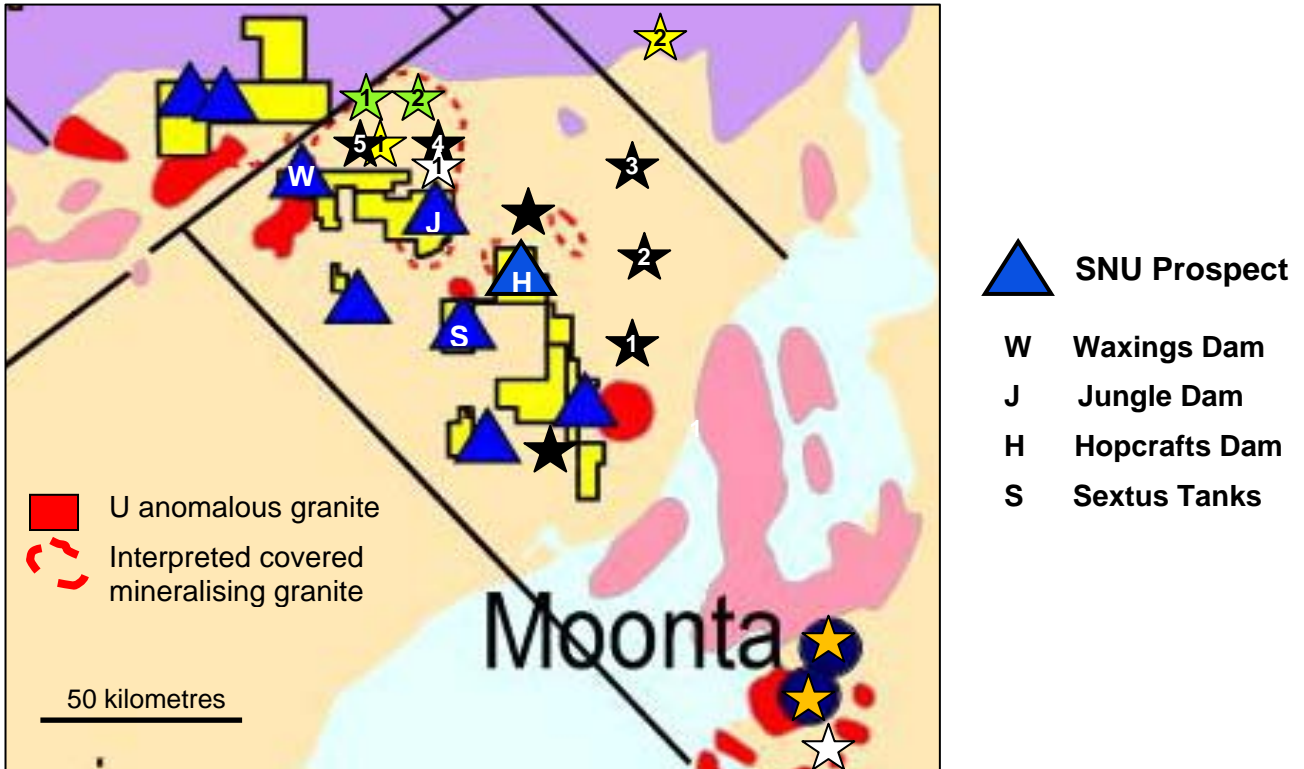 2
1 2
5 1 4
1
W
3
J
2
H
S
1
U anomalous granite
Interpreted covered
mineralising granite
Moonta
50 kilometres
SNU Prospect
W Waxings Dam
J Jungle Dam
H Hopcrafts Dam
S Sextus Tanks